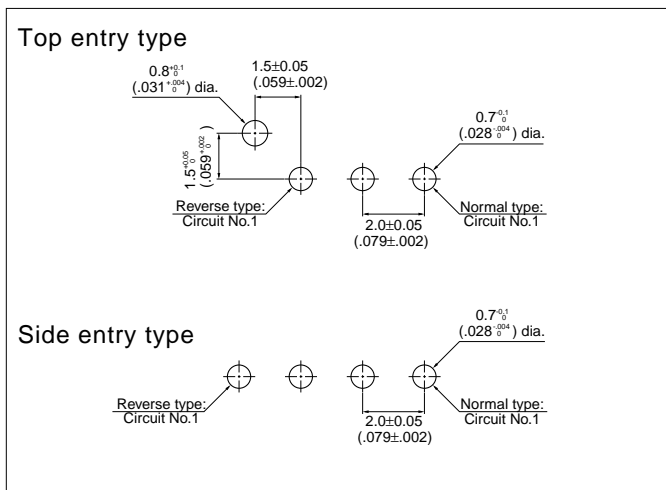 Top entry type
0.8+0.1 0
(.031+.004 0) dia.
1.5±0.05
(.059±.002)
1.5+0.05 0
(.059+.002 0)
0.7-0.1 0
(.028-.004 0) dia.
Reverse type:
Circuit No.1
2.0±0.05
(.079±.002)
Normal type:
Circuit No.1
Side entry type
0.7-0.1 0
(.028-.004 0) dia.
Reverse type:
Circuit No.1
2.0±0.05
(.079±.002)
Normal type:
Circuit No.1